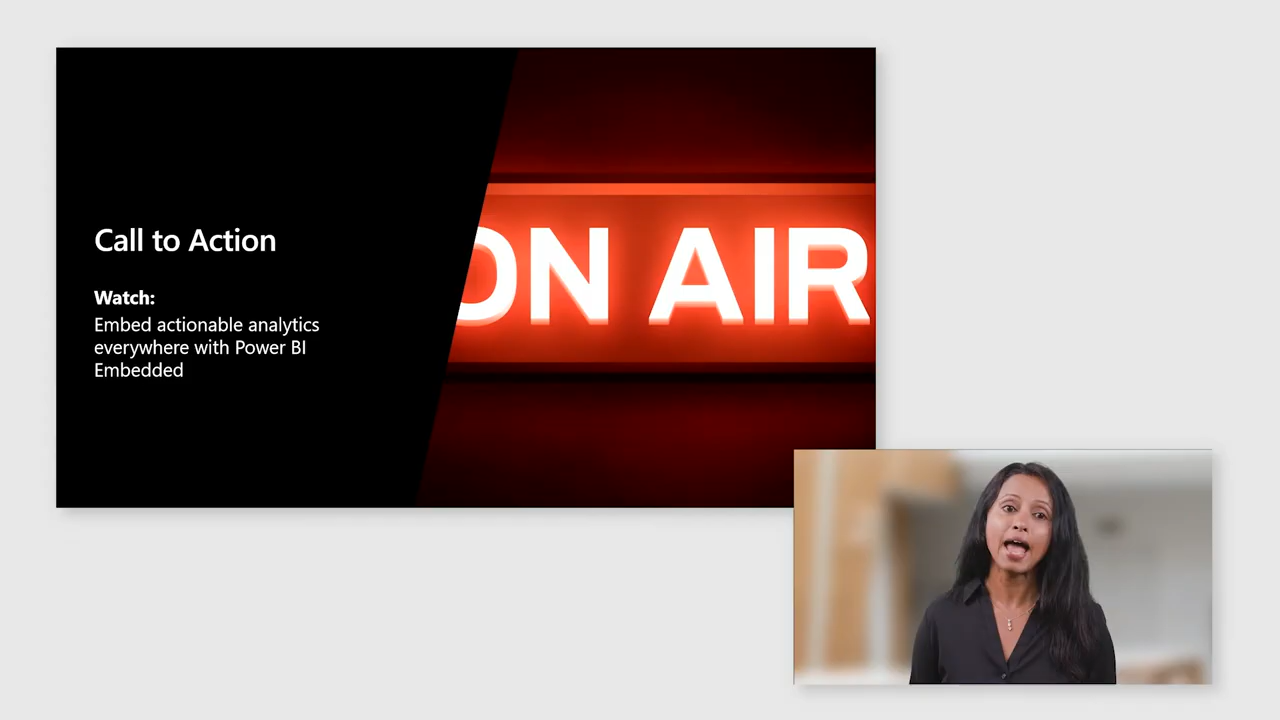 Call to Action
Watch:
Embed actionable analytics
everywhere with Power BI
Embedded
ON AIR